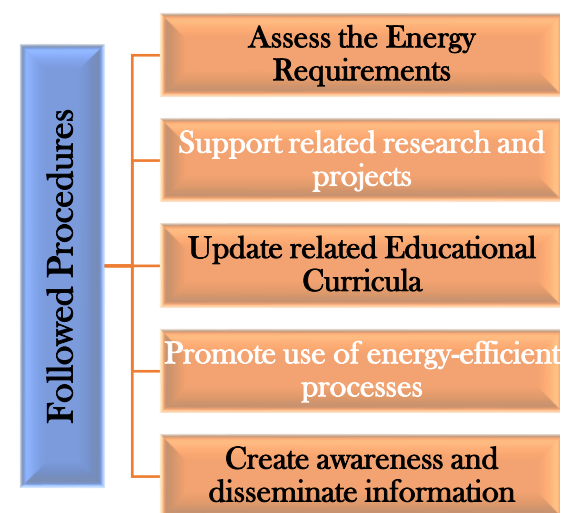 Followed Procedures
Assess the Energy
Requirements
Support related research and
projects
Update related Educational
Curricula
Promote use of energy-efficient
processes
Create awareness and
disseminate information